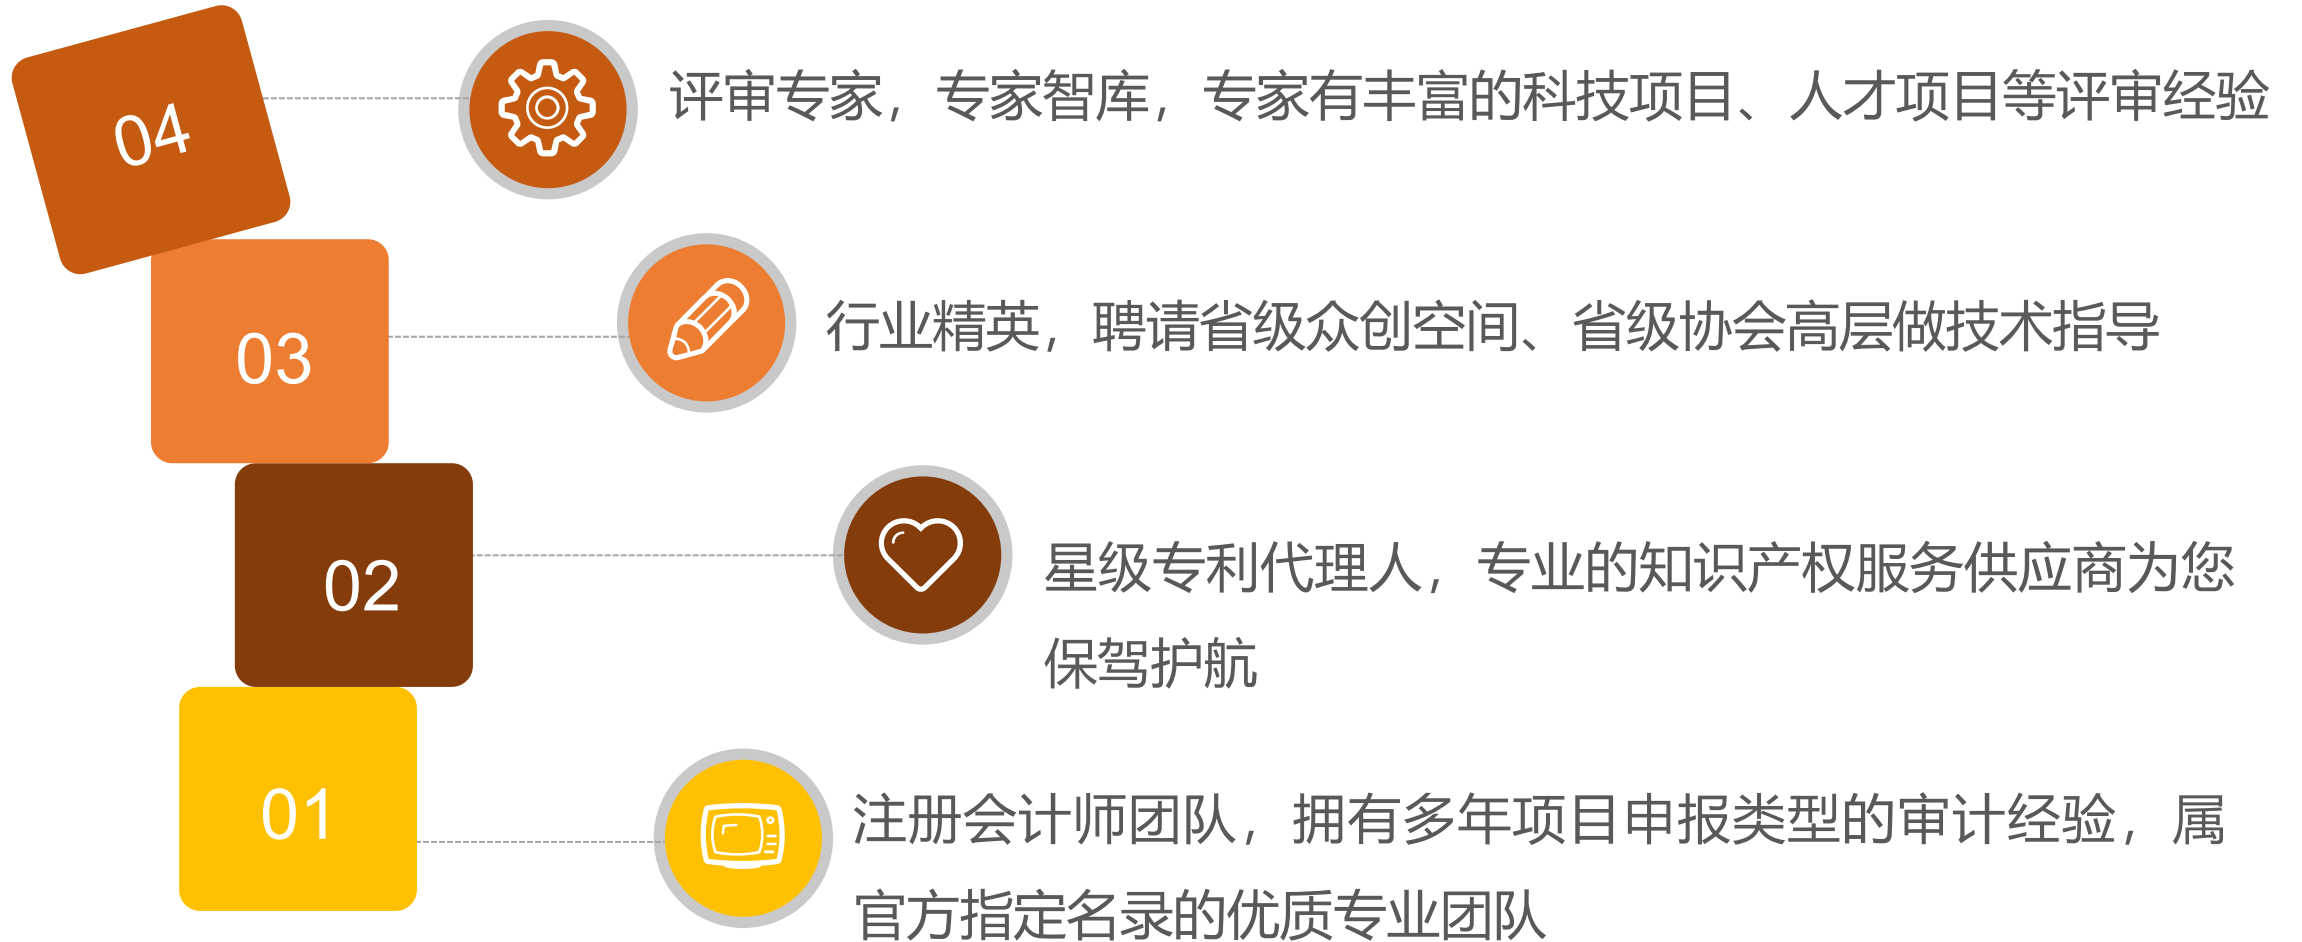 04
评审专家，专家智库，专家有丰富的科技项目、人才项目等评审经验
03
行业精英，聘请省级众创空间、省级协会高层做技术指导
02
星级专利代理人，专业的知识产权服务供应商为您
保驾护航
01
注册会计师团队，拥有多年项目申报类型的审计经验，属
官方指定名录的优质专业团队